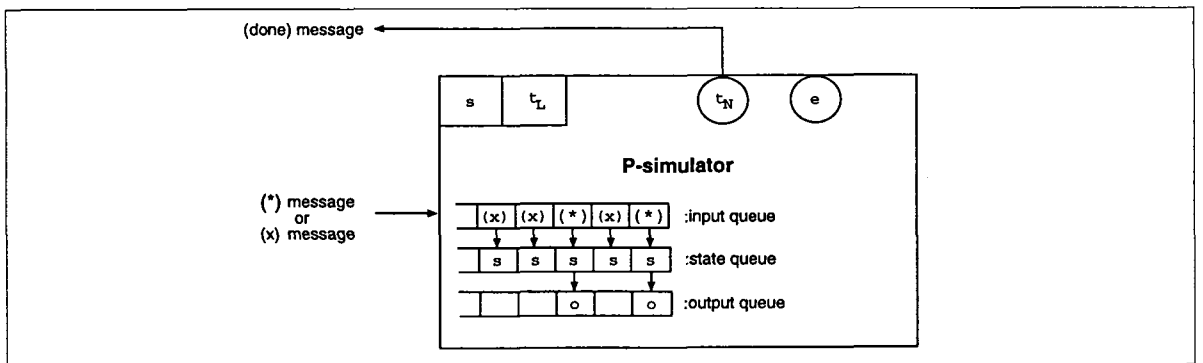 (done) message
s t_L t_N e
P-simulator
(*) message
or
(x) message
(x) (x) (*) (x) (*) :input queue
s s s s s :state queue
o o :output queue